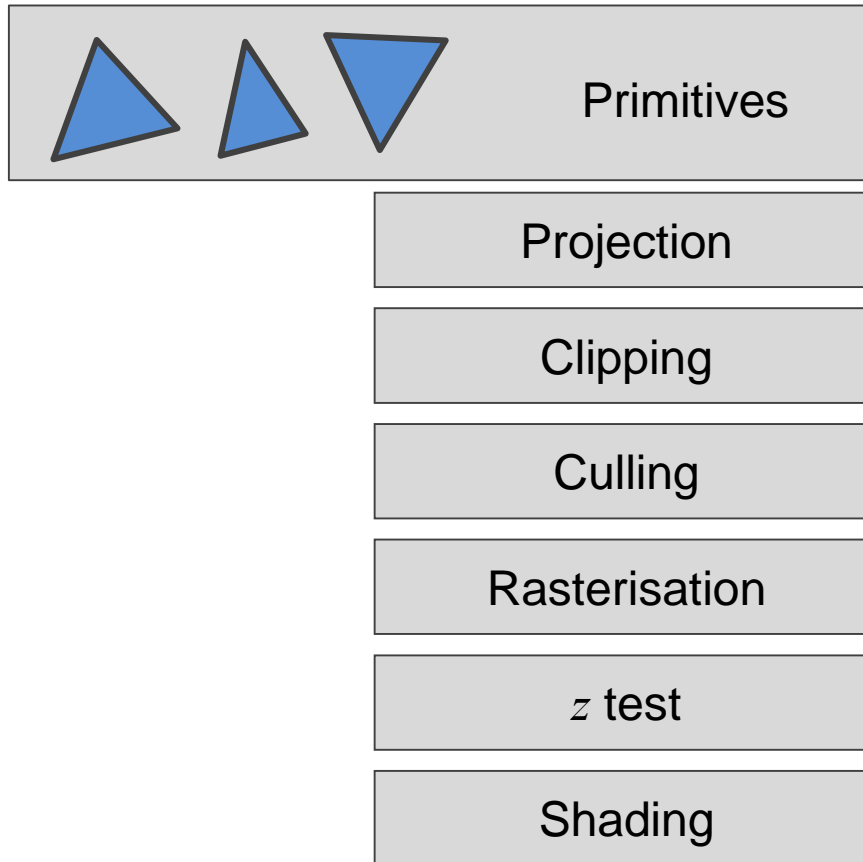 Primitives
Projection
Clipping
Culling
Rasterisation
z test
Shading